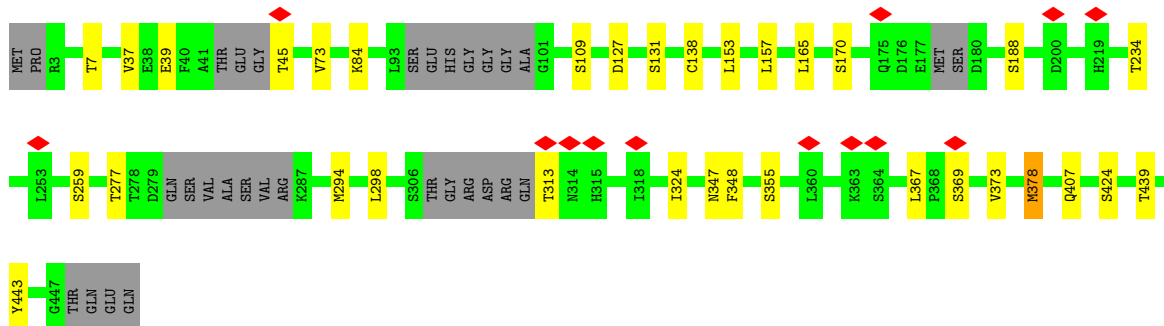 MET PRO R3 T7 V37 E38 E39 F40 A41 THR GLU GLY T45 V73 K84 L93 SER GLU HIS GLY GLY GLY ALA G101 S109 D127 S131 C138 L153 L157 L165 S170 Q175 D176 E177 MET SER D180 S188 D200 H219 T234
L253 S259 T277 T278 D279 GLN SER VAL ALA SER VAL ARG K287 M294 L298 S306 THR GLY ARG ASP ARG GLN T313 N314 H315 I318 I324 N347 F348 S355 L360 K363 S364 L367 P368 S369 V373 M378 Q407 S424 T439
Y443 G447 THR GLN GLU GLN